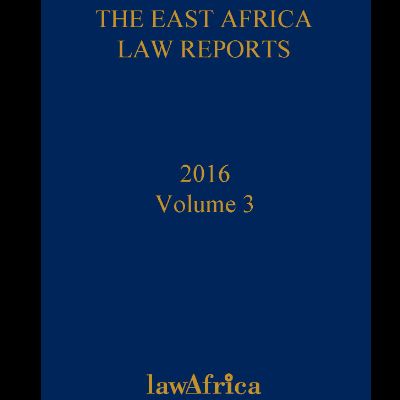 THE EAST AFRICA
LAW REPORTS
2016
Volume 3
lawAfrica